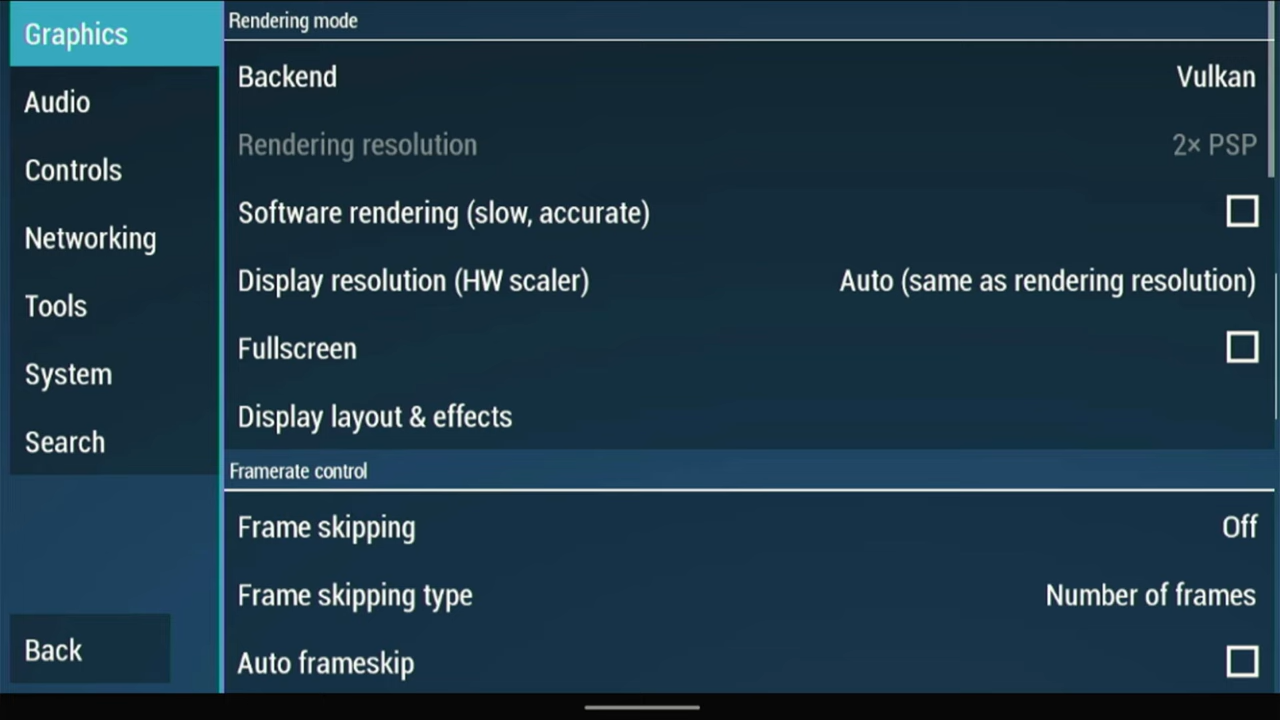 Graphics
Audio
Controls
Networking
Tools
System
Search
Back
Rendering mode
Backend Vulkan
Rendering resolution 2× PSP
Software rendering (slow, accurate)
Display resolution (HW scaler) Auto (same as rendering resolution)
Fullscreen
Display layout & effects
Framerate control
Frame skipping Off
Frame skipping type Number of frames
Auto frameskip